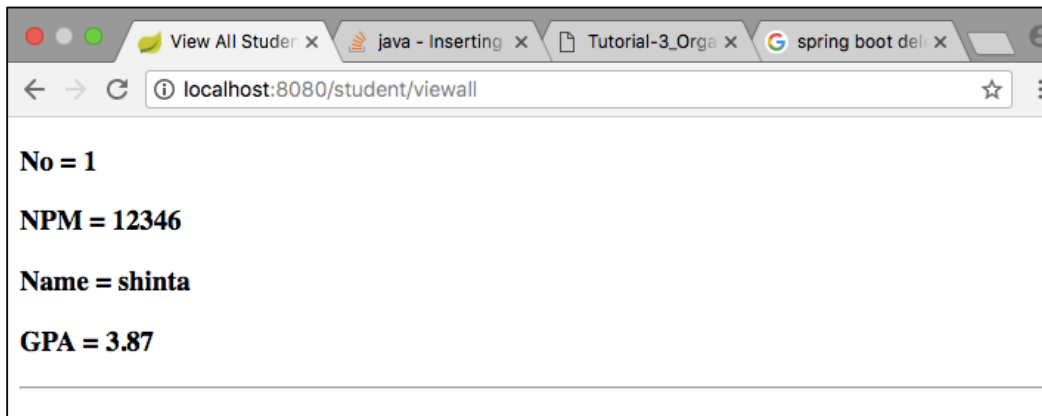 View All Studen
java - Inserting
Tutorial-3_Orga
spring boot del
localhost:8080/student/viewall
No = 1
NPM = 12346
Name = shinta
GPA = 3.87